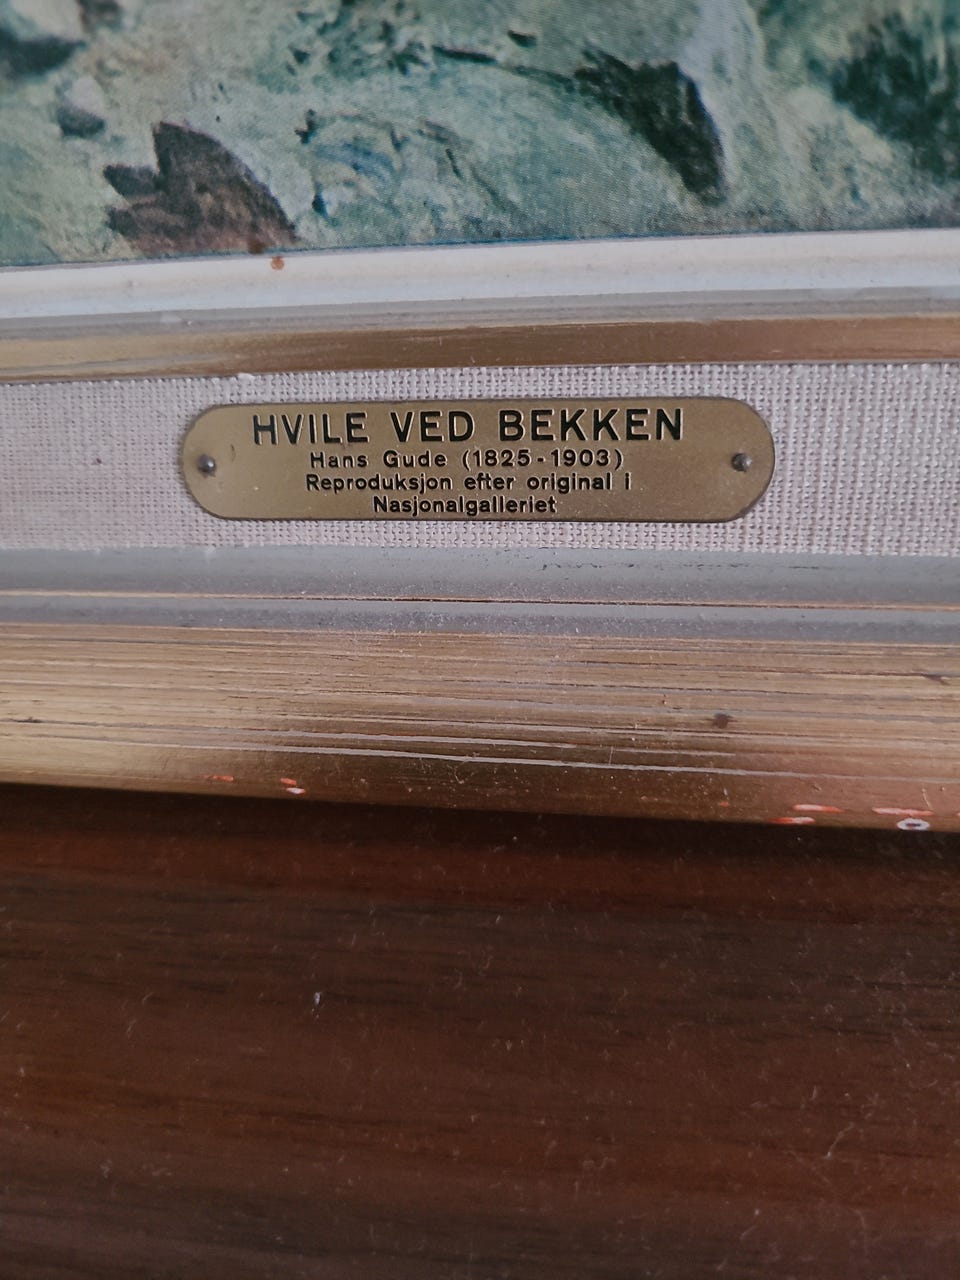 HVILE VED BEKKEN
Hans Gude (1825-1903)
Reproduksjon efter original i
Nasjonalgalleriet